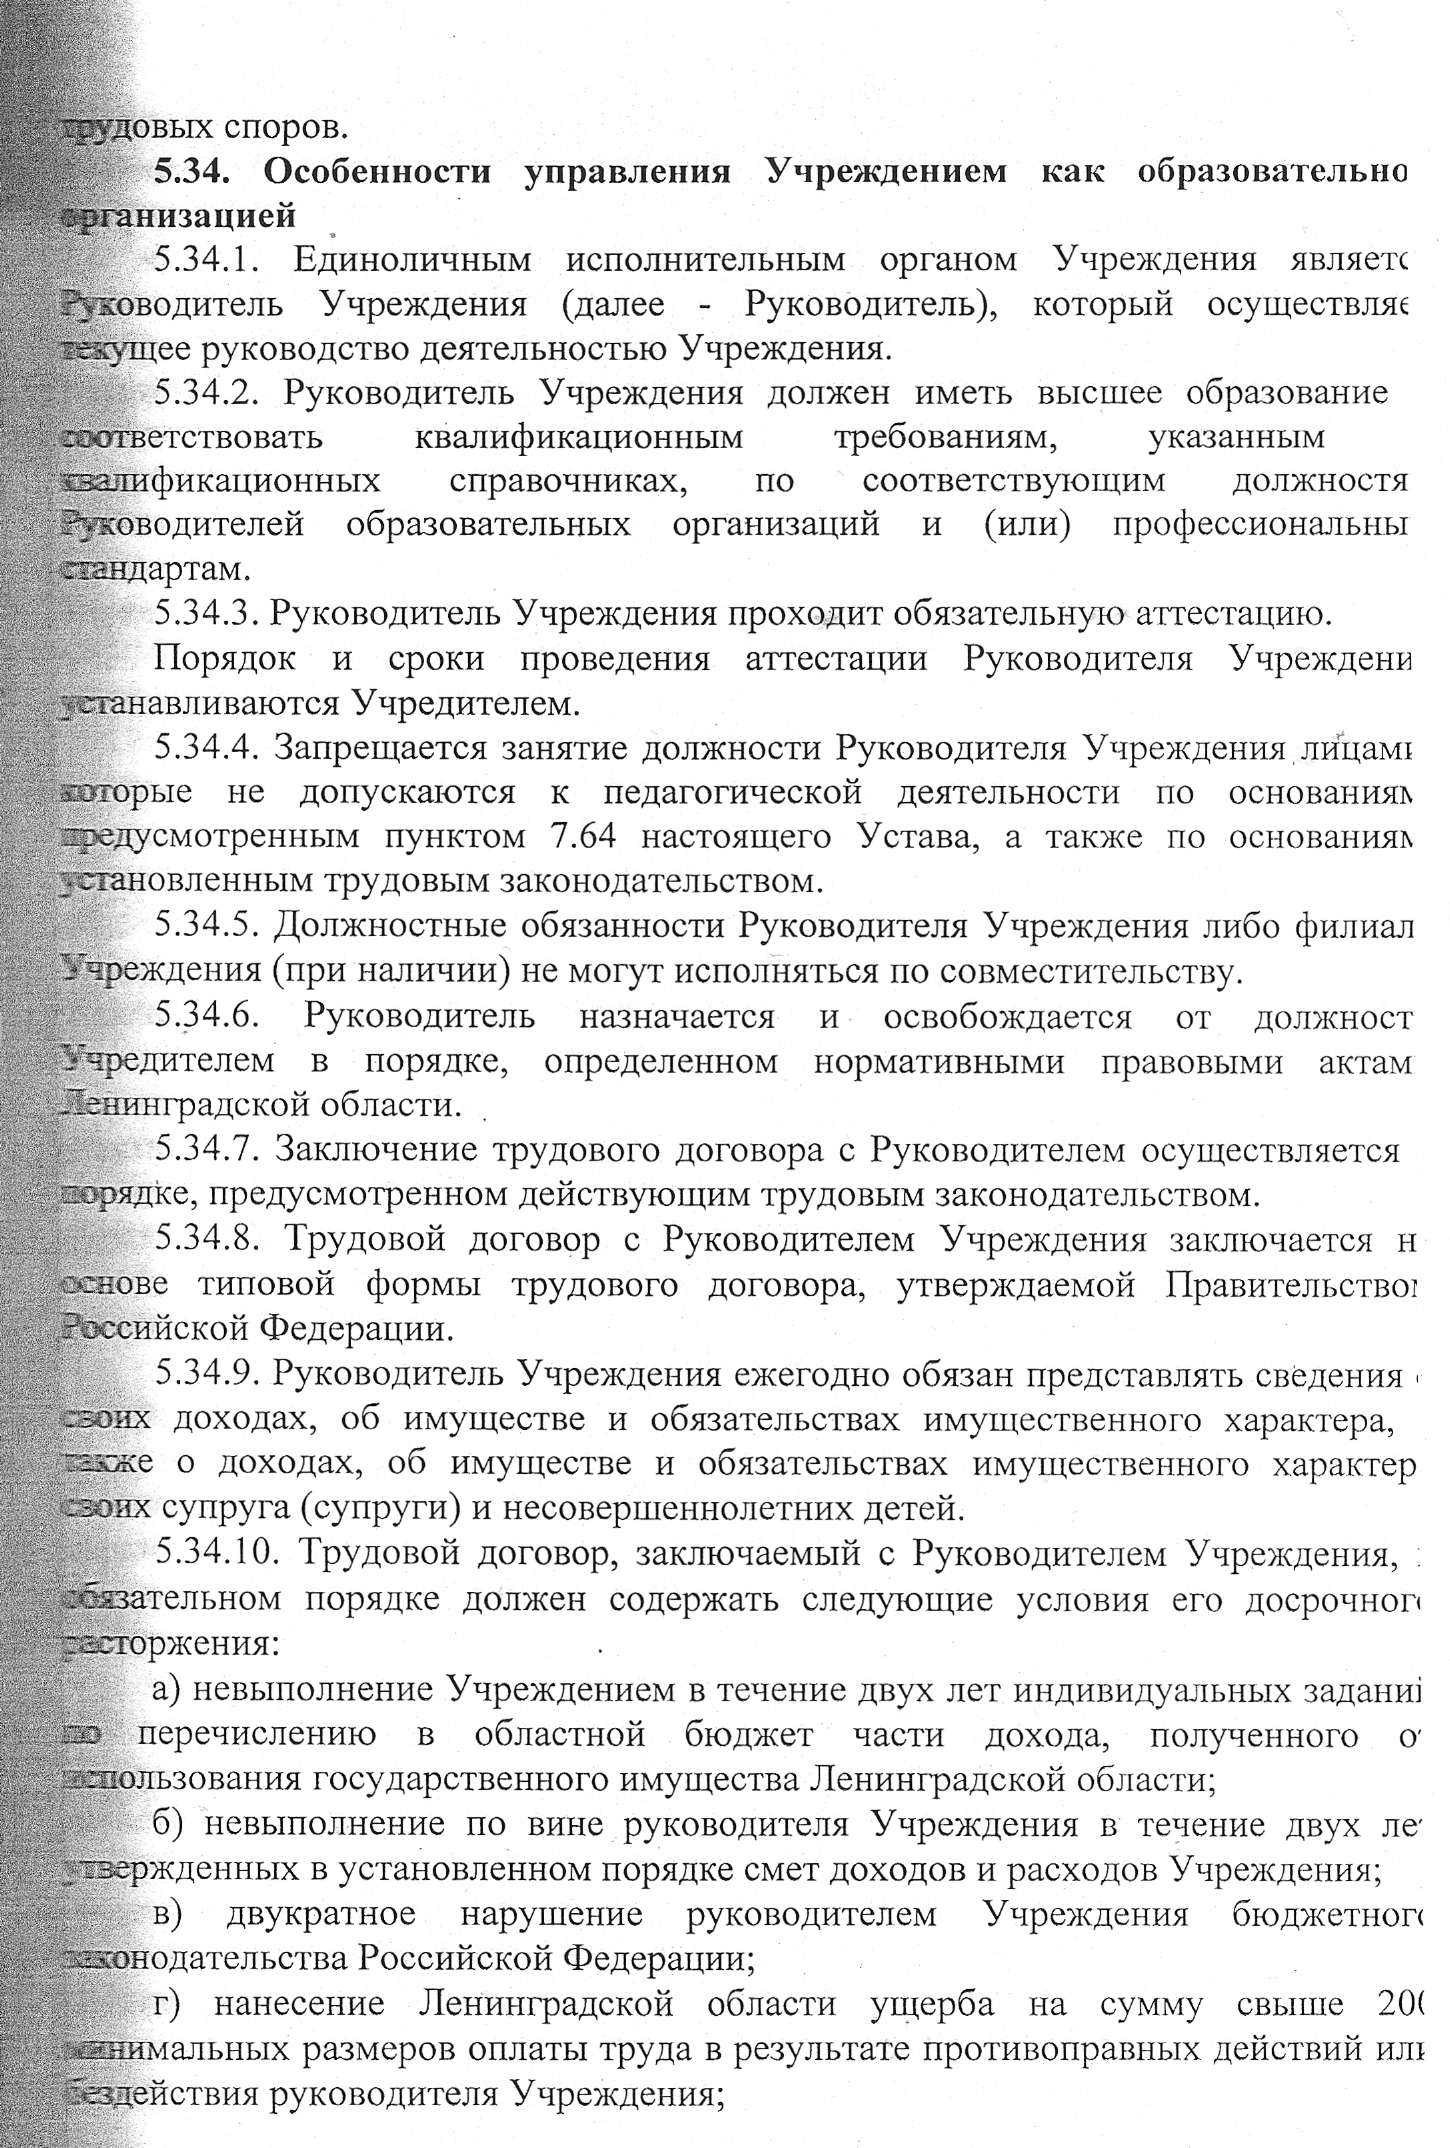 трудовых споров.
5.34. Особенности управления Учреждением как образовательно
организацией
5.34.1. Единоличным исполнительным органом Учреждения являетс
Руководитель Учреждения (далее - Руководитель), который осуществляе
текущее руководство деятельностью Учреждения.
5.34.2. Руководитель Учреждения должен иметь высшее образование
соответствовать квалификационным требованиям, указанным
квалификационных справочниках, по соответствующим должностя
Руководителей образовательных организаций и (или) профессиональны
стандартам.
5.34.3. Руководитель Учреждения проходит обязательную аттестацию.
Порядок и сроки проведения аттестации Руководителя Учреждени
устанавливаются Учредителем.
5.34.4. Запрещается занятие должности Руководителя Учреждения лицами
которые не допускаются к педагогической деятельности по основаниям
предусмотренным пунктом 7.64 настоящего Устава, а также по основаниям
установленным трудовым законодательством.
5.34.5. Должностные обязанности Руководителя Учреждения либо филиал
Учреждения (при наличии) не могут исполняться по совместительству.
5.34.6. Руководитель назначается и освобождается от должност
Учредителем в порядке, определенном нормативными правовыми актам
Ленинградской области.
5.34.7. Заключение трудового договора с Руководителем осуществляется
порядке, предусмотренном действующим трудовым законодательством.
5.34.8. Трудовой договор с Руководителем Учреждения заключается н
основе типовой формы трудового договора, утверждаемой Правительством
Российской Федерации.
5.34.9. Руководитель Учреждения ежегодно обязан представлять сведения
своих доходах, об имуществе и обязательствах имущественного характера,
также о доходах, об имуществе и обязательствах имущественного характер
своих супруга (супруги) и несовершеннолетних детей.
5.34.10. Трудовой договор, заключаемый с Руководителем Учреждения,
обязательном порядке должен содержать следующие условия его досрочного
расторжения:
а) невыполнение Учреждением в течение двух лет индивидуальных заданий
по перечислению в областной бюджет части дохода, полученного от
использования государственного имущества Ленинградской области;
б) невыполнение по вине руководителя Учреждения в течение двух лет
утвержденных в установленном порядке смет доходов и расходов Учреждения;
в) двукратное нарушение руководителем Учреждения бюджетного
законодательства Российской Федерации;
г) нанесение Ленинградской области ущерба на сумму свыше 200
минимальных размеров оплаты труда в результате противоправных действий или
бездействия руководителя Учреждения;